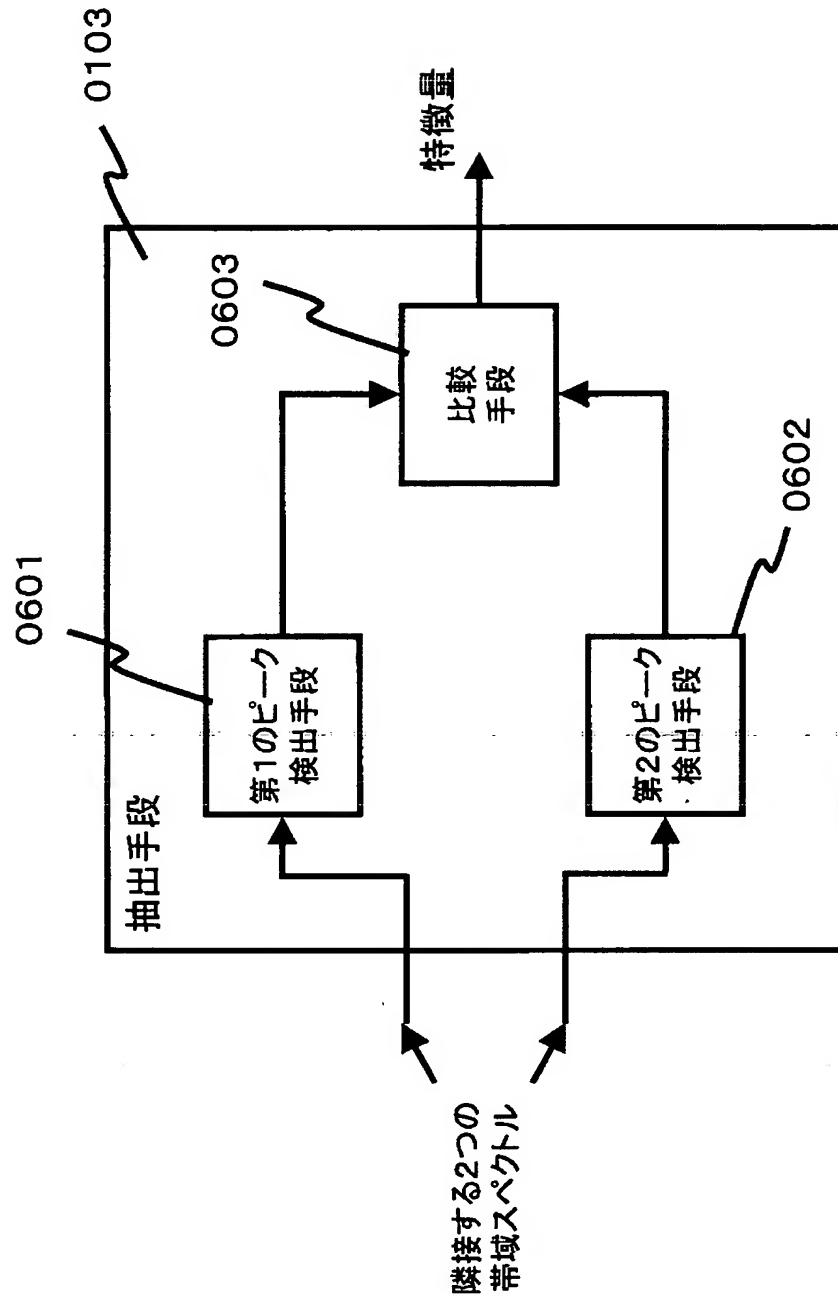 0103
抽出手段
0601
第1のピーク
検出手段
0603
比較
手段
特徴量
第2のピーク
検出手段
0602
隣接する2つの
帯域スペクトル